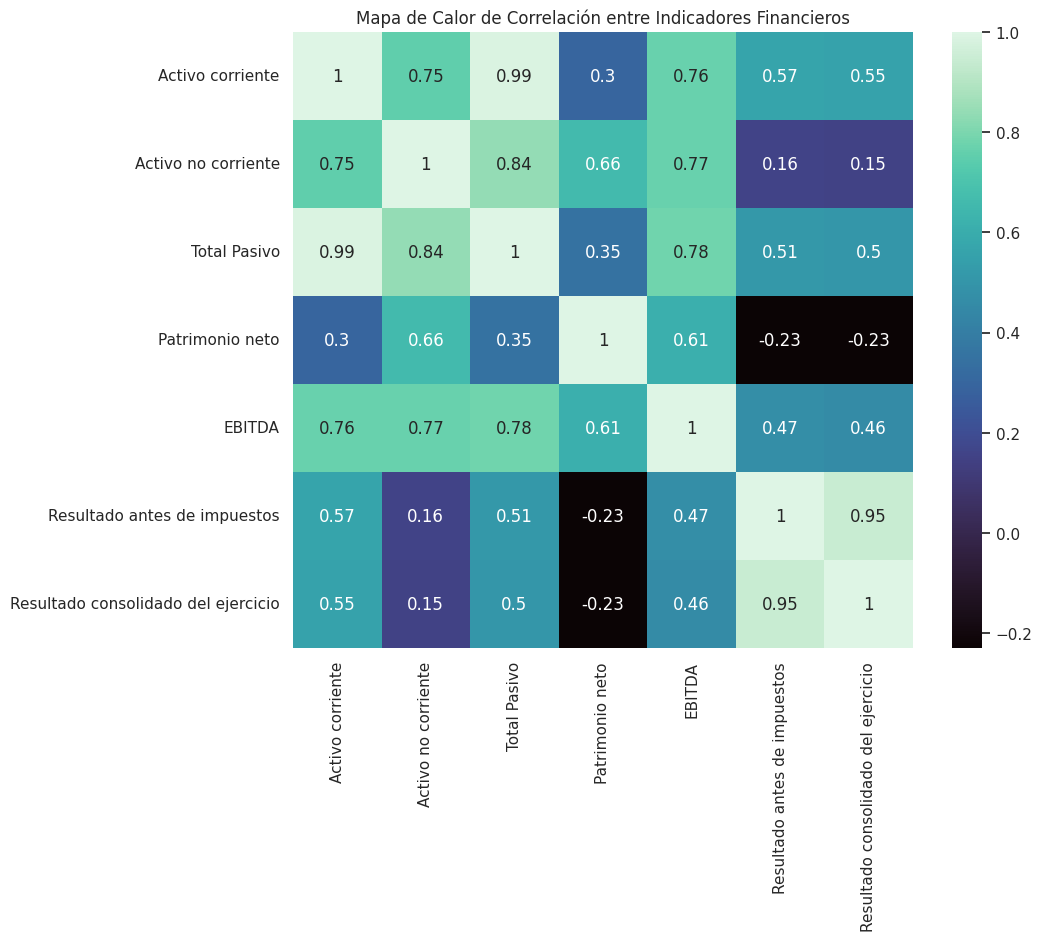 Mapa de Calor de Correlación entre Indicadores Financieros
Activo corriente 1 0.75 0.99 0.3 0.76 0.57 0.55
Activo no corriente 0.75 1 0.84 0.66 0.77 0.16 0.15
Total Pasivo 0.99 0.84 1 0.35 0.78 0.51 0.5
Patrimonio neto 0.3 0.66 0.35 1 0.61 -0.23 -0.23
EBITDA 0.76 0.77 0.78 0.61 1 0.47 0.46
Resultado antes de impuestos 0.57 0.16 0.51 -0.23 0.47 1 0.95
Resultado consolidado del ejercicio 0.55 0.15 0.5 -0.23 0.46 0.95 1
Activo corriente
Activo no corriente
Total Pasivo
Patrimonio neto
EBITDA
Resultado antes de impuestos
Resultado consolidado del ejercicio
1.0
0.8
0.6
0.4
0.2
0.0
−0.2